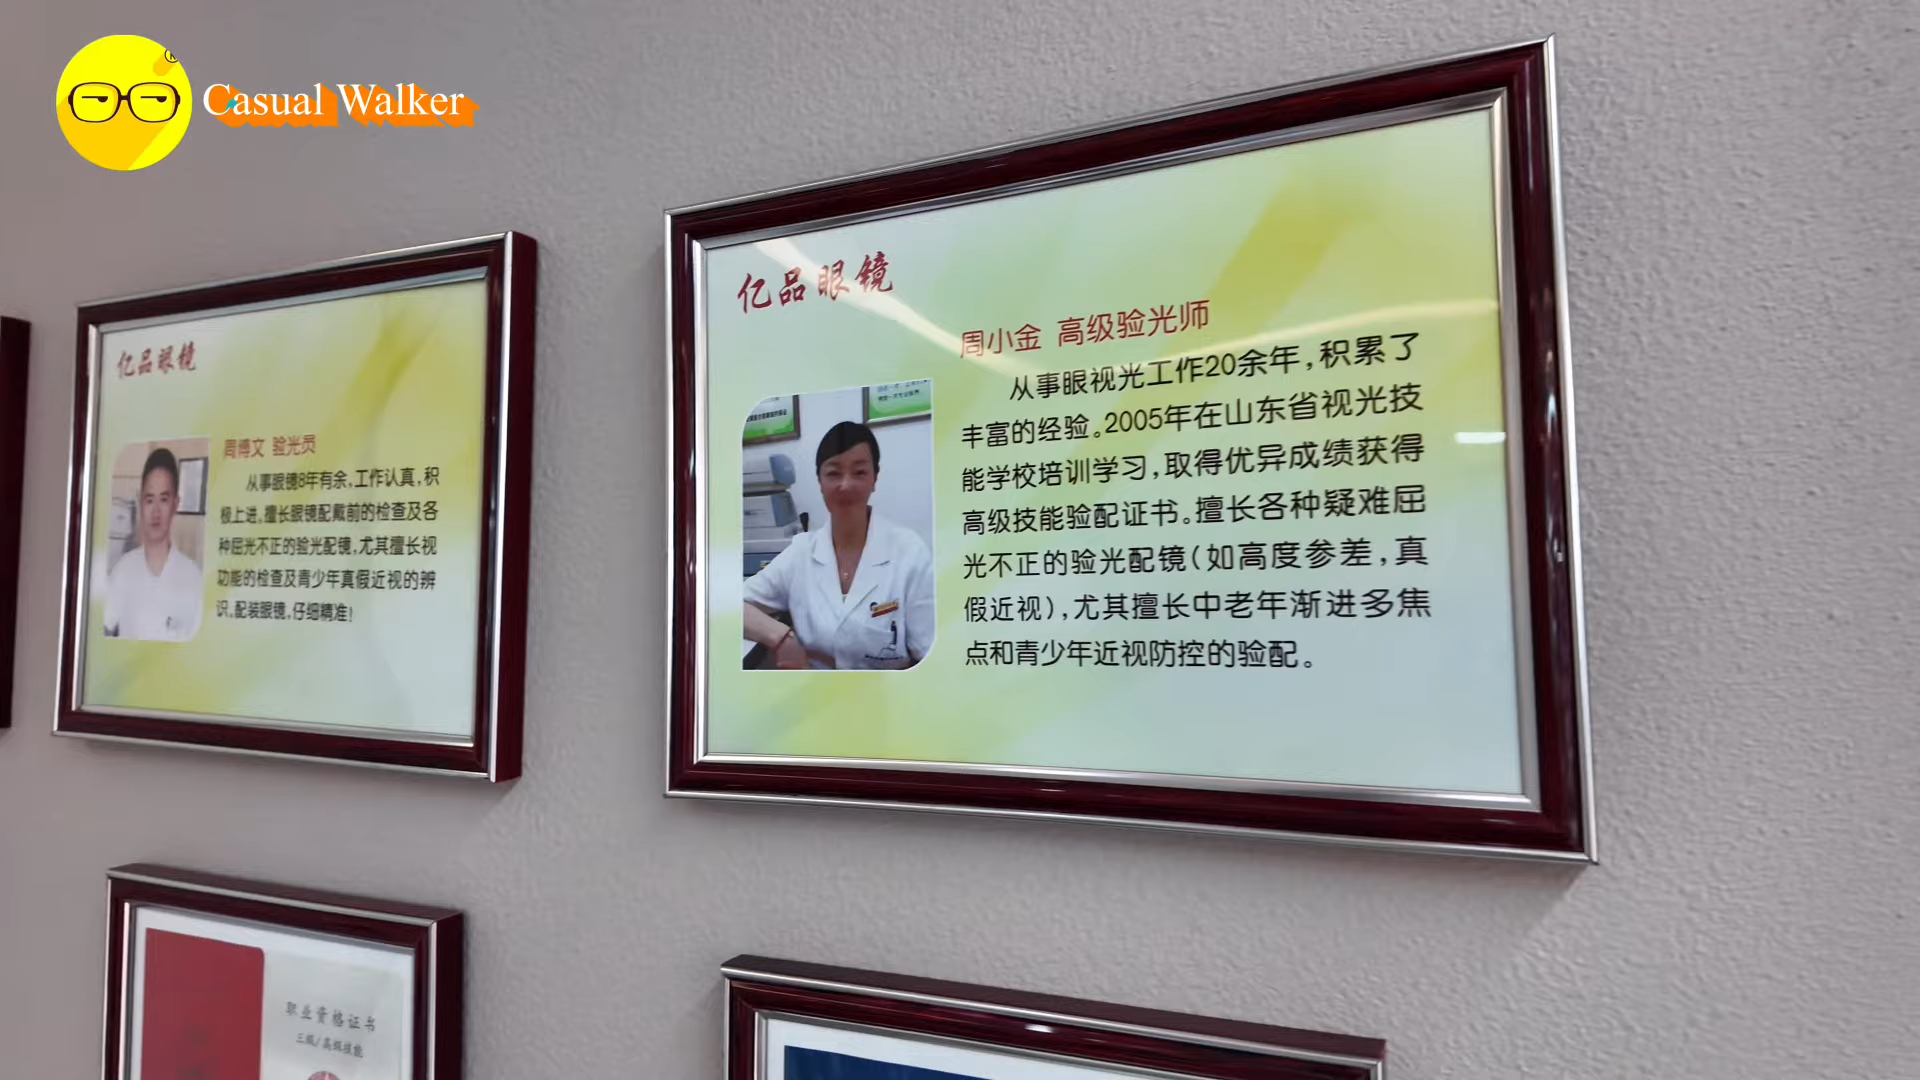 Casual Walker
亿品眼镜
周博文 验光员
从事眼镜8年有余,工作认真,积
极上进,擅长眼镜配戴前的检查及各
种屈光不正的验光配镜,尤其擅长视
功能的检查及青少年真假近视的辨
识,配装眼镜,仔细精准!
亿品眼镜
周小金 高级验光师
从事眼视光工作20余年,积累了
丰富的经验。2005年在山东省视光技
能学校培训学习,取得优异成绩获得
高级技能验配证书。擅长各种疑难屈
光不正的验光配镜(如高度参差,真
假近视),尤其擅长中老年渐进多焦
点和青少年近视防控的验配。
职业资格证书
三级/高级技能